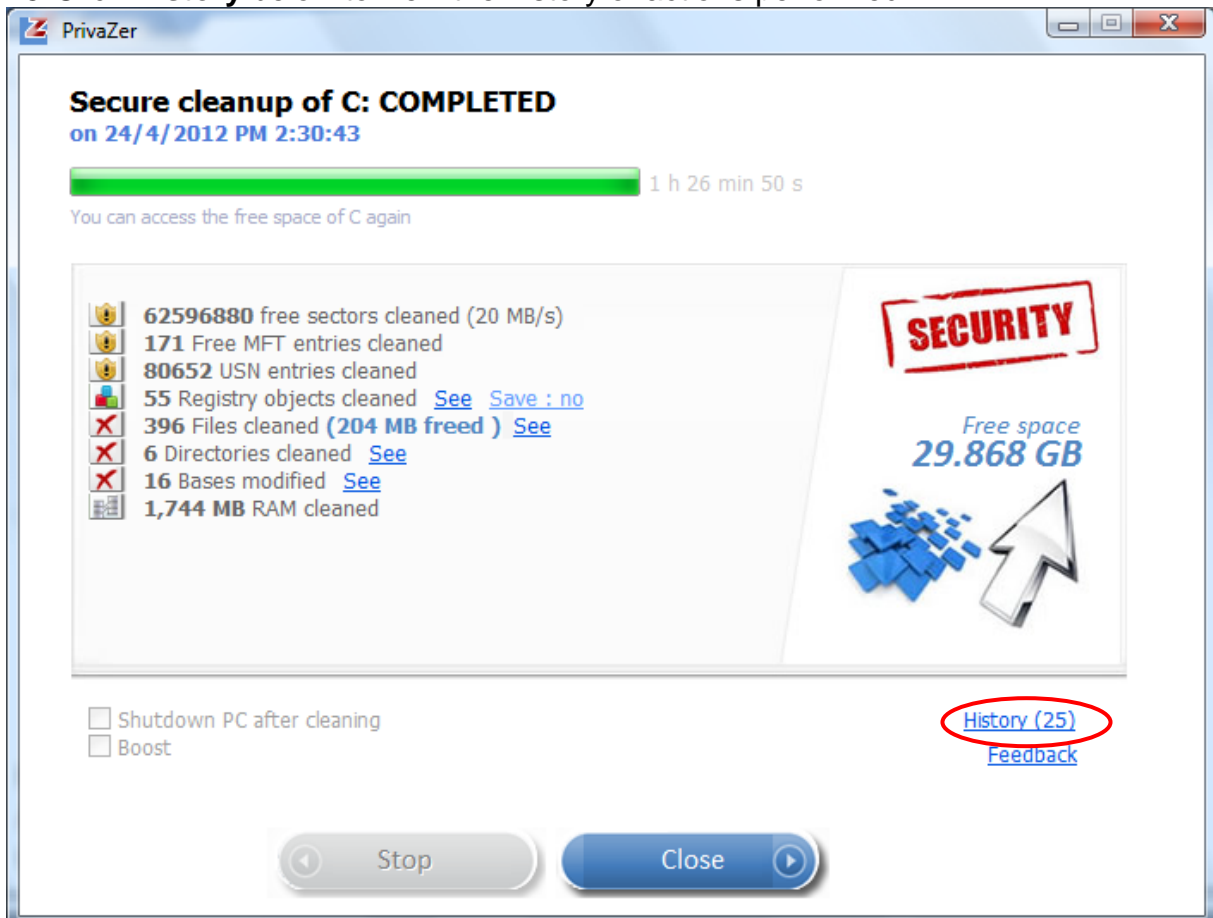 History
PrivaZer
Secure cleanup of C: COMPLETED
on 24/4/2012 PM 2:30:43
1 h 26 min 50 s
You can access the free space of C again
62596880 free sectors cleaned (20 MB/s)
171 Free MFT entries cleaned
80652 USN entries cleaned
55 Registry objects cleaned See Save : no
396 Files cleaned (204 MB freed ) See
6 Directories cleaned See
16 Bases modified See
1,744 MB RAM cleaned
SECURITY
Free space
29.868 GB
Shutdown PC after cleaning
History (25)
Boost
Feedback
Stop
Close